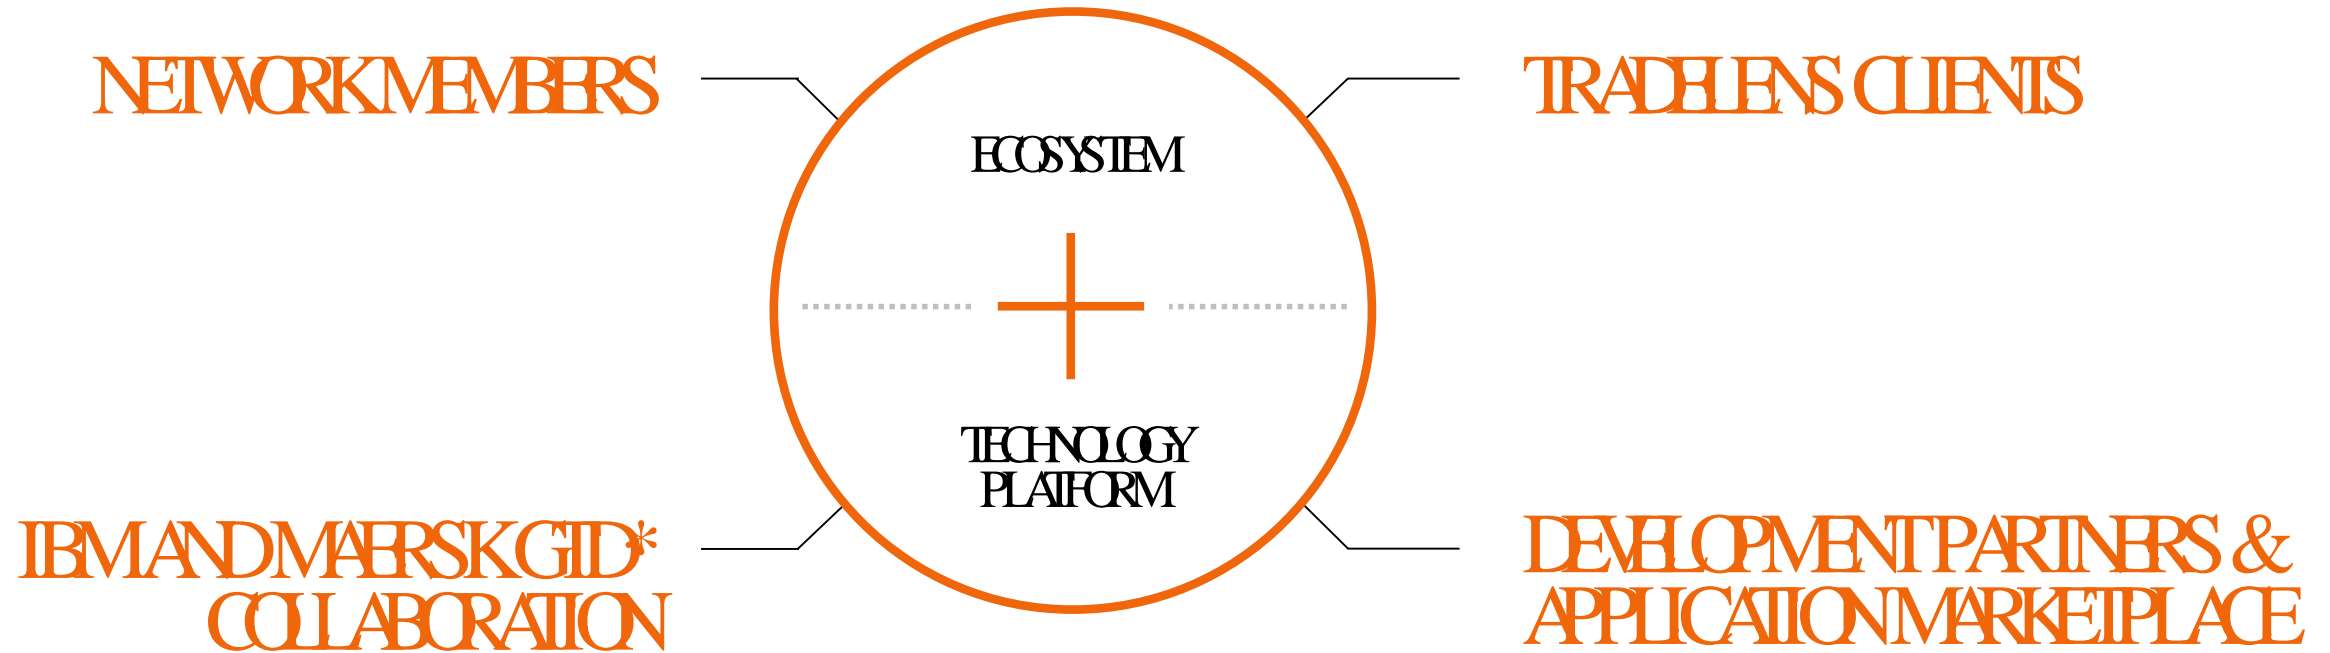 NETWORK MEMBERS
TRADELENS CLIENTS
ECOSYSTEM
TECHNOLOGY
PLATFORM
IBM AND MAERSK GTD*
COLLABORATION
DEVELOPMENT PARTNERS &
APPLICATION MARKETPLACE